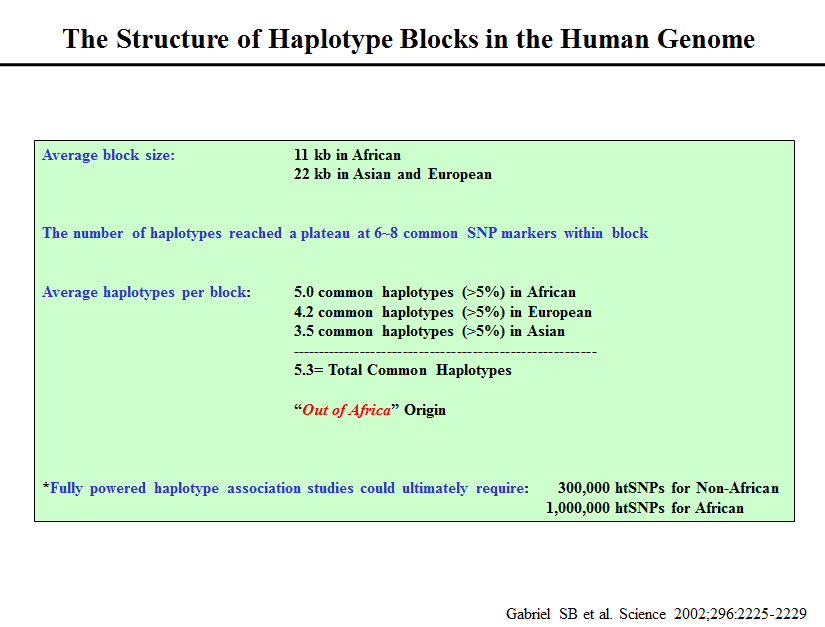 The Structure of Haplotype Blocks in the Human Genome
Average block size: 11 kb in African
22 kb in Asian and European
The number of haplotypes reached a plateau at 6~8 common SNP markers within block
Average haplotypes per block: 5.0 common haplotypes (>5%) in African
4.2 common haplotypes (>5%) in European
3.5 common haplotypes (>5%) in Asian
------------------------------------------------------------
5.3= Total Common Haplotypes
“Out of Africa” Origin
*Fully powered haplotype association studies could ultimately require: 300,000 htSNPs for Non-African
1,000,000 htSNPs for African
Gabriel SB et al. Science 2002;296:2225-2229